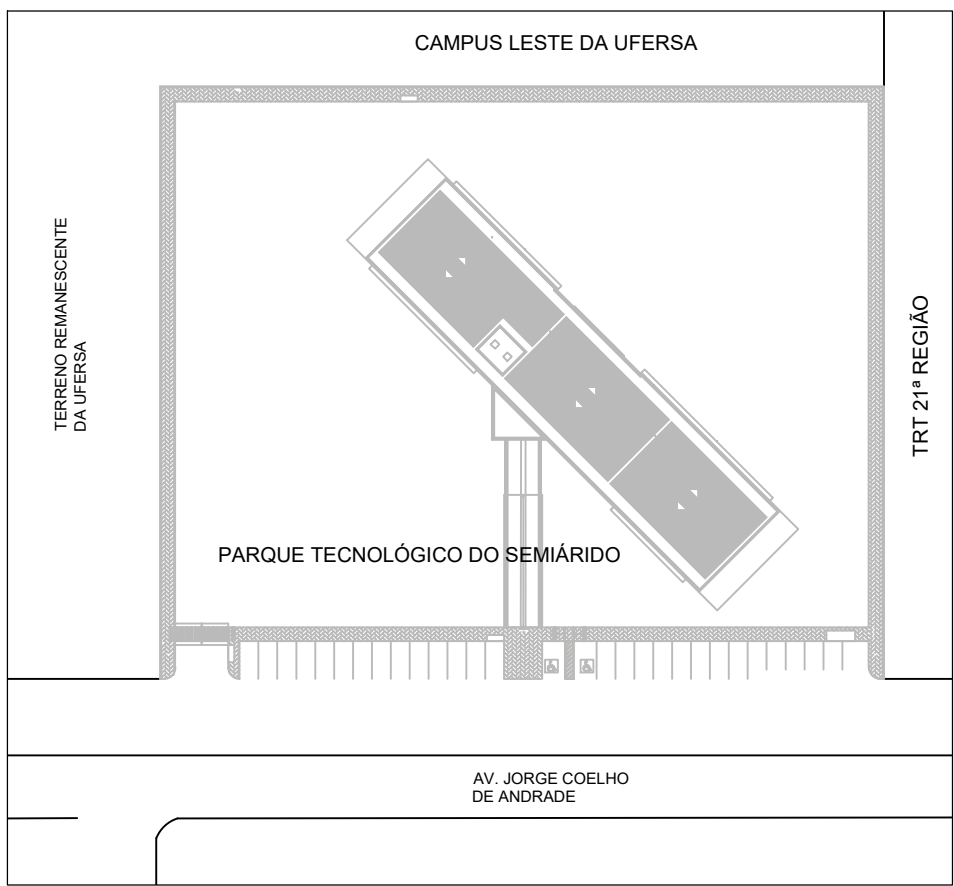 CAMPUS LESTE DA UFERSA
TERRENO REMANESCENTE
DA UFERSA
TRT 21ª REGIÃO
PARQUE TECNOLÓGICO DO SEMIÁRIDO
AV. JORGE COELHO
DE ANDRADE